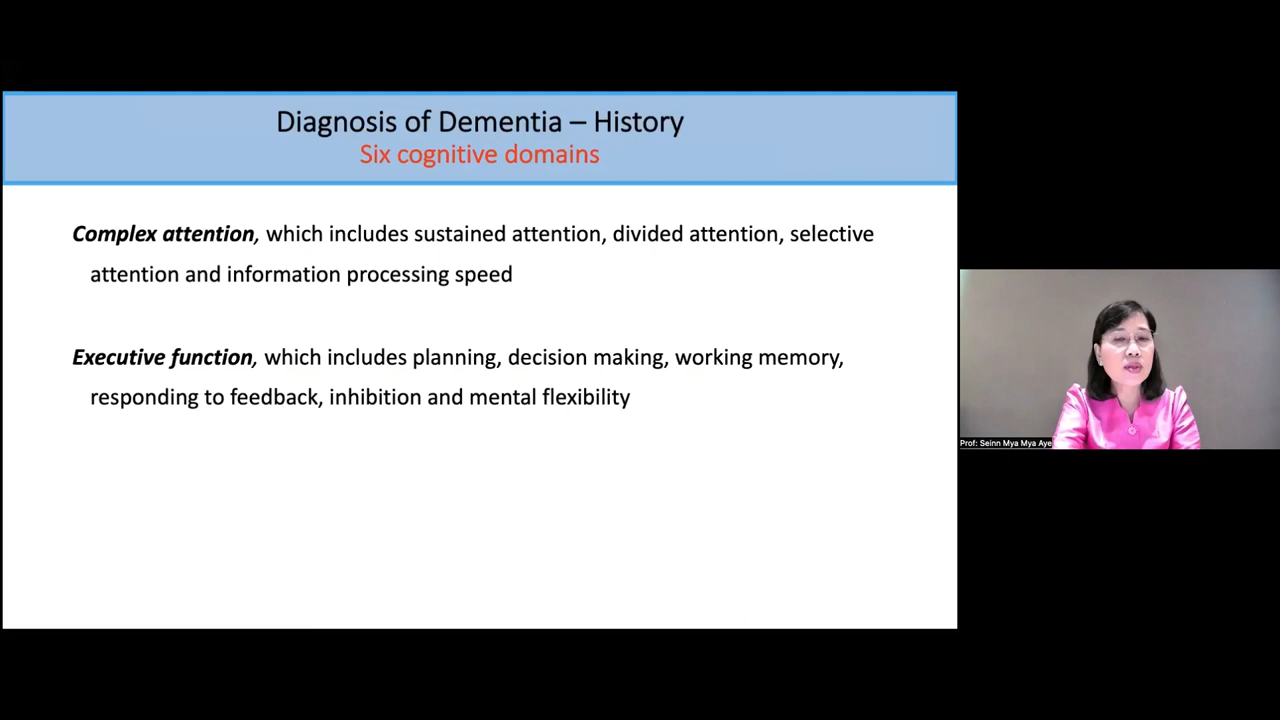 Diagnosis of Dementia – History
Six cognitive domains
Complex attention, which includes sustained attention, divided attention, selective
attention and information processing speed
Executive function, which includes planning, decision making, working memory,
responding to feedback, inhibition and mental flexibility
Prof: Seinn Mya Mya Aye